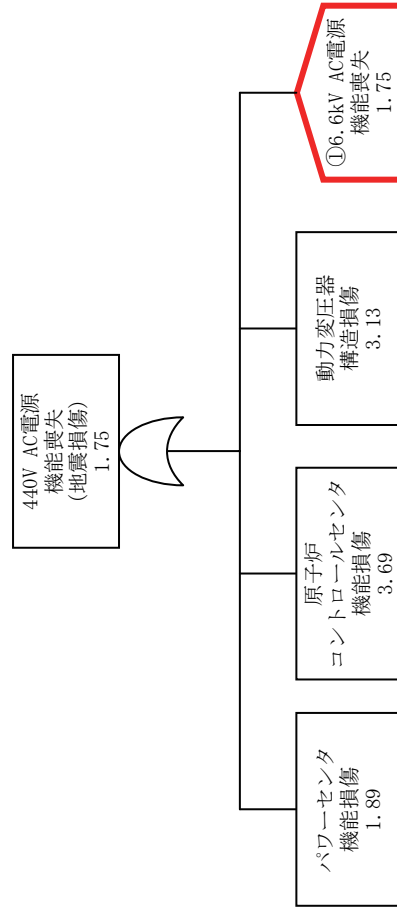 440V AC電源
機能喪失
(地震損傷)
1.75
パワーセンタ
機能損傷
1.89
原子炉
コントロールセンタ
機能損傷
3.69
動力変圧器
構造損傷
3.13
①6.6kV AC電源
機能喪失
1.75